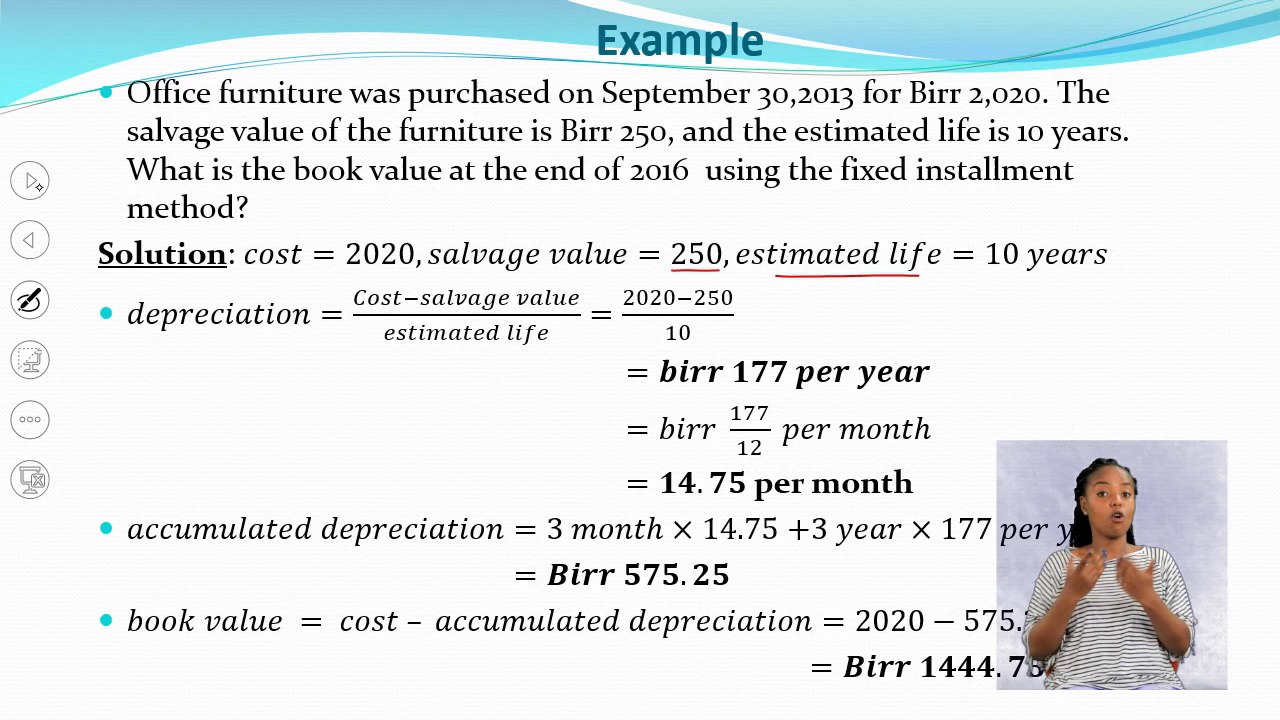 Example
• Office furniture was purchased on September 30,2013 for Birr 2,020. The
salvage value of the furniture is Birr 250, and the estimated life is 10 years.
What is the book value at the end of 2016 using the fixed installment
method?
Solution: cost = 2020, salvage value = 250, estimated life = 10 years
• depreciation = Cost−salvage value / estimated life = 2020−250 / 10
= birr 177 per year
= birr 177 / 12 per month
= 14.75 per month
• accumulated depreciation = 3 month × 14.75 +3 year × 177 per
= Birr 575.25
• book value = cost – accumulated depreciation = 2020 − 575.
= Birr 1444.75